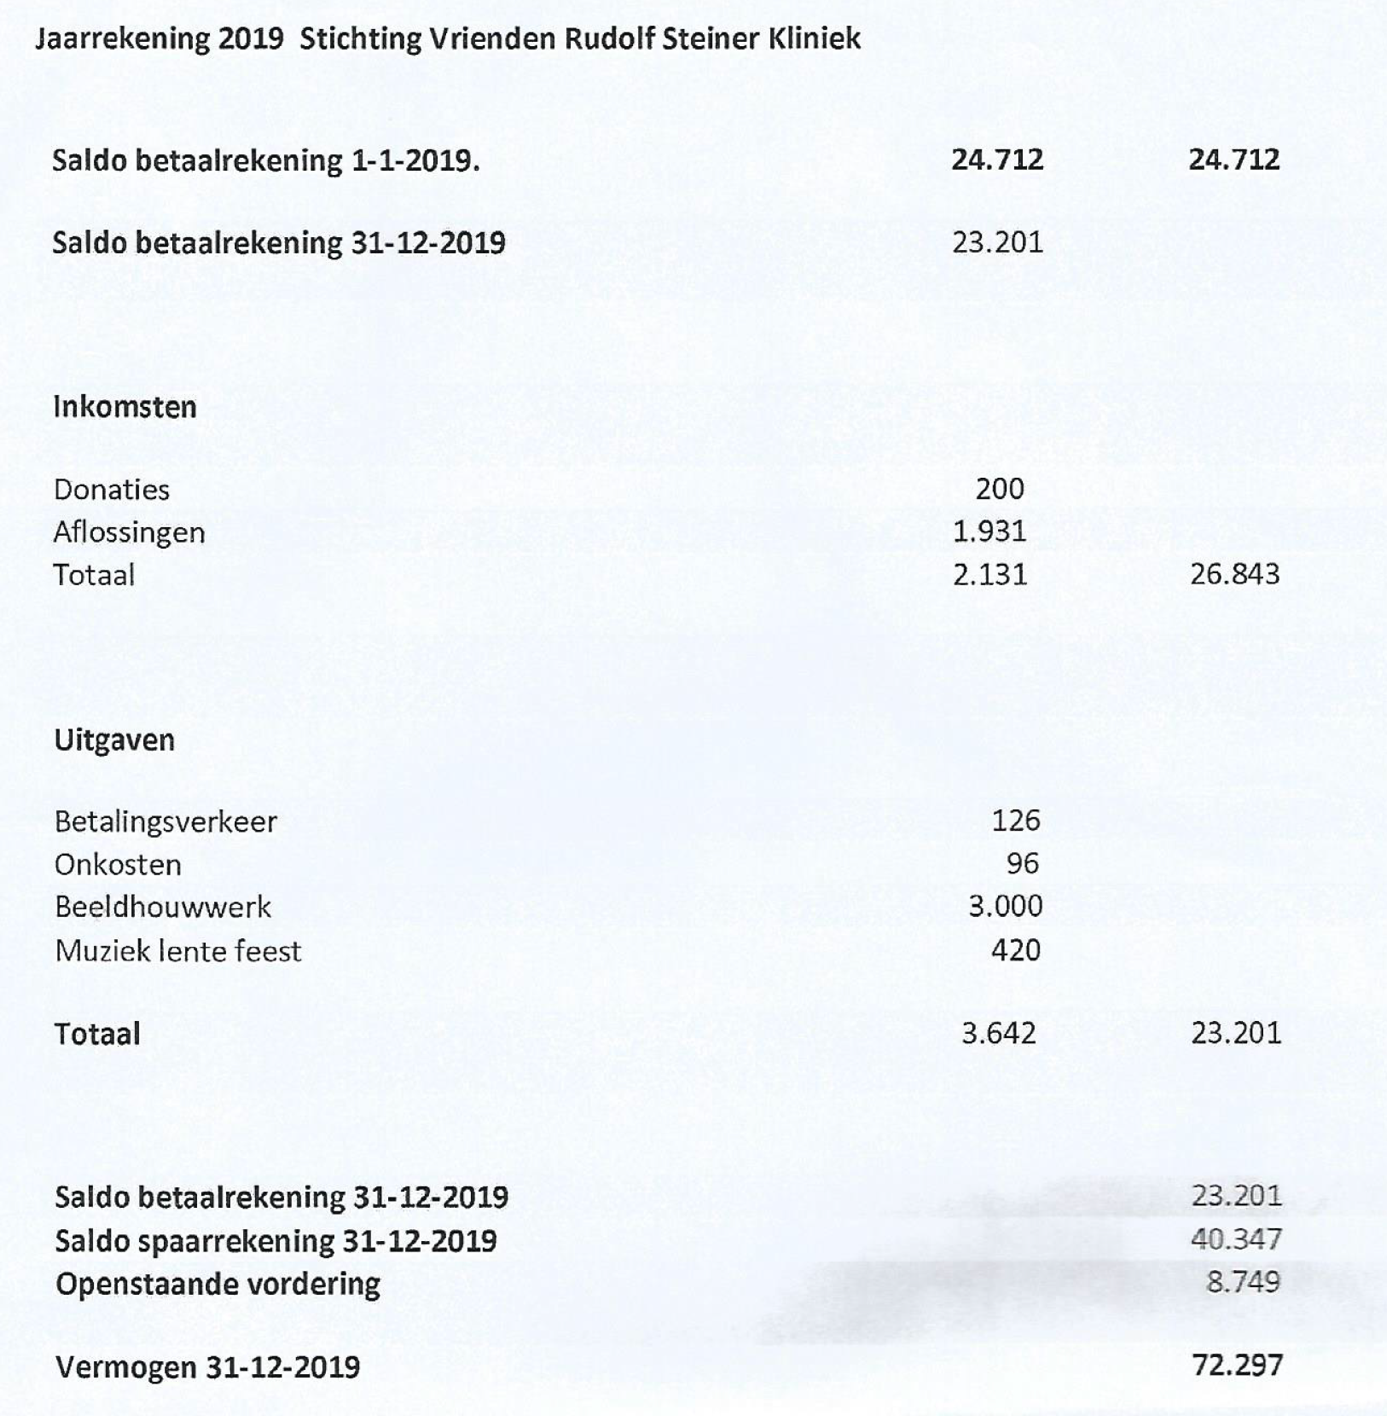 Jaarrekening 2019 Stichting Vrienden Rudolf Steiner Kliniek
Saldo betaalrekening 1-1-2019. 24.712 24.712
Saldo betaalrekening 31-12-2019 23.201
Inkomsten
Donaties 200
Aflossingen 1.931
Totaal 2.131 26.843
Uitgaven
Betalingsverkeer 126
Onkosten 96
Beeldhouwwerk 3.000
Muziek lente feest 420
Totaal 3.642 23.201
Saldo betaalrekening 31-12-2019 23.201
Saldo spaarrekening 31-12-2019 40.347
Openstaande vordering 8.749
Vermogen 31-12-2019 72.297